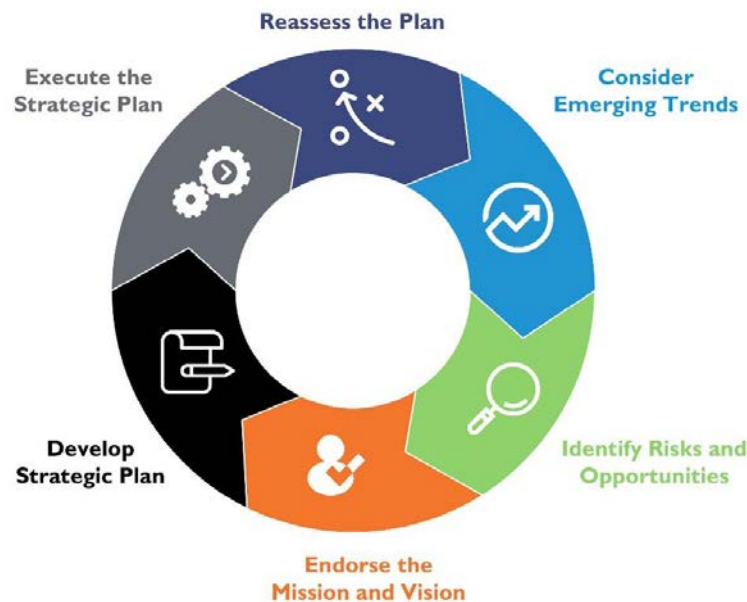 Reassess the Plan
Consider
Emerging Trends
Identify Risks and
Opportunities
Endorse the
Mission and Vision
Develop
Strategic Plan
Execute the
Strategic Plan